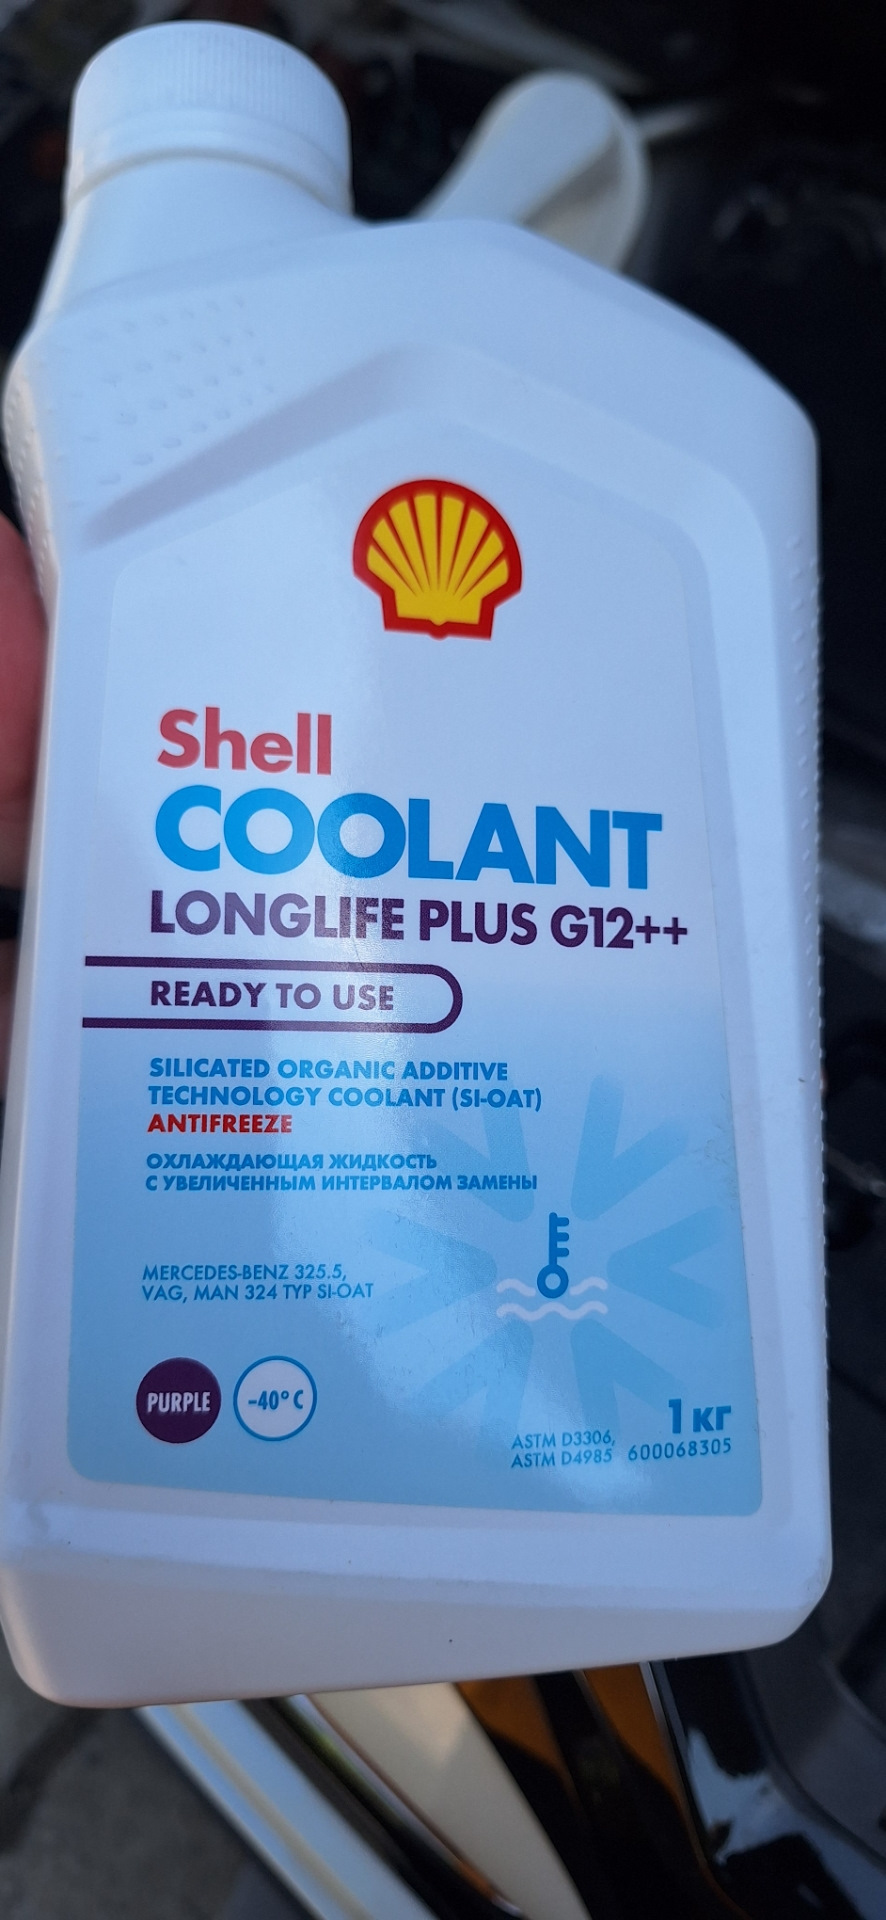 Shell
COOLANT
LONGLIFE PLUS G12++
READY TO USE
SILICATED ORGANIC ADDITIVE
TECHNOLOGY COOLANT (SI-OAT)
ANTIFREEZE
ОХЛАЖДАЮЩАЯ ЖИДКОСТЬ
С УВЕЛИЧЕННЫМ ИНТЕРВАЛОМ ЗАМЕНЫ
MERCEDES-BENZ 325.5,
VAG, MAN 324 TYP SI-OAT
PURPLE
-40°C
1 кг
ASTM D3306,
ASTM D4985 600068305